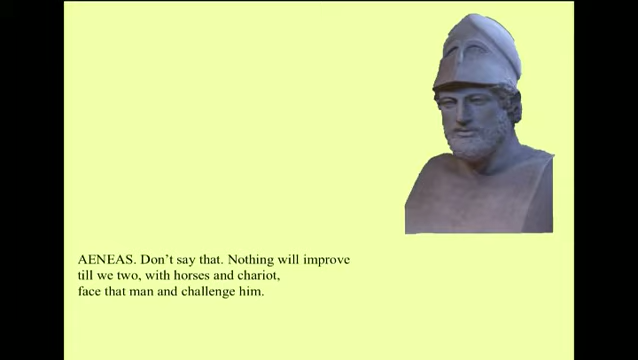 AENEAS. Don't say that. Nothing will improve
till we two, with horses and chariot,
face that man and challenge him.